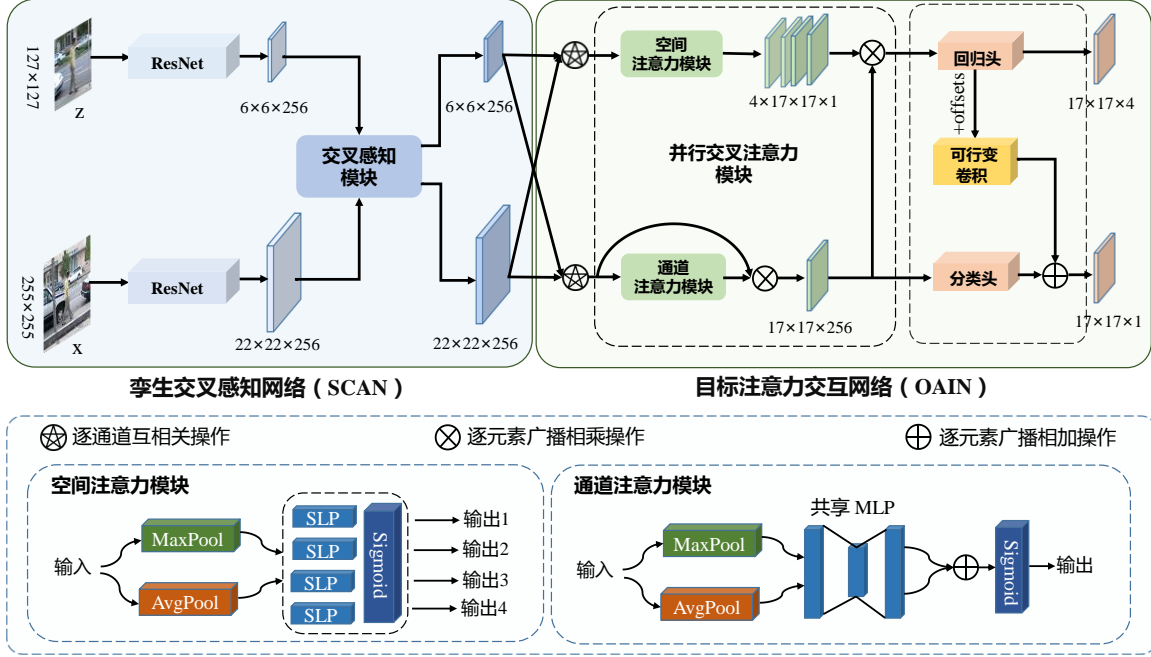 127×127
z
ResNet
6×6×256
交叉感知
模块
6×6×256
255×255
x
ResNet
22×22×256
22×22×256
空间
注意力模块
4×17×17×1
并行交叉注意力
模块
通道
注意力模块
17×17×256
回归头
+offsets
可行变
卷积
分类头
17×17×4
17×17×1
孪生交叉感知网络（SCAN）
目标注意力交互网络（OAIN）
逐通道互相关操作
逐元素广播相乘操作
逐元素广播相加操作
空间注意力模块
输入
MaxPool
AvgPool
SLP
SLP
SLP
SLP
Sigmoid
输出1
输出2
输出3
输出4
通道注意力模块
输入
MaxPool
AvgPool
共享 MLP
Sigmoid
输出